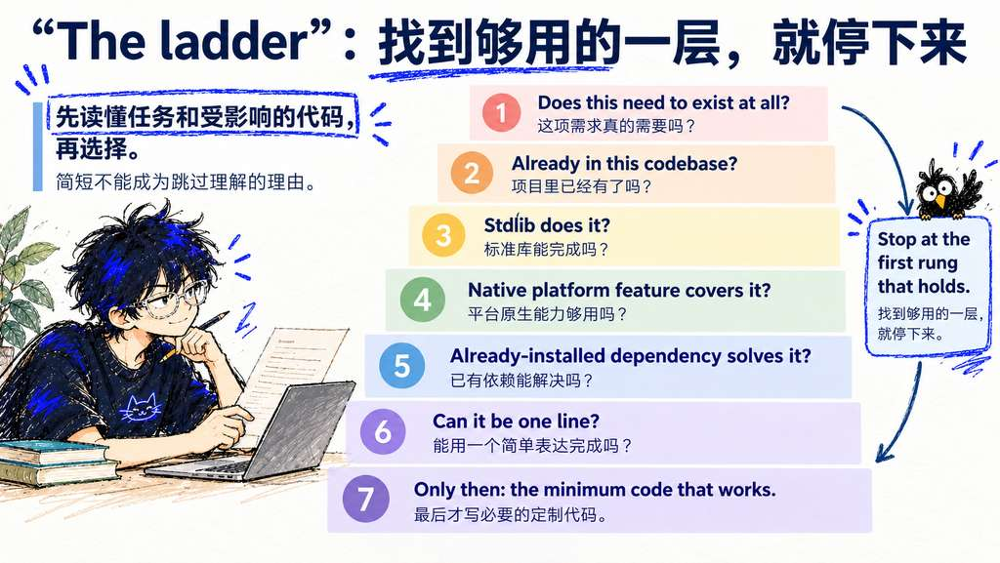 “The ladder”：找到够用的一层，就停下来
先读懂任务和受影响的代码，
再选择。
简短不能成为跳过理解的理由。
1
Does this need to exist at all?
这项需求真的需要吗？
2
Already in this codebase?
项目里已经有了吗？
3
Stdlib does it?
标准库能完成吗？
4
Native platform feature covers it?
平台原生能力够用吗？
5
Already-installed dependency solves it?
已有依赖能解决吗？
6
Can it be one line?
能用一个简单表达完成吗？
7
Only then: the minimum code that works.
最后才写必要的定制代码。
Stop at the
first rung
that holds.
找到够用的一层，
就停下来。